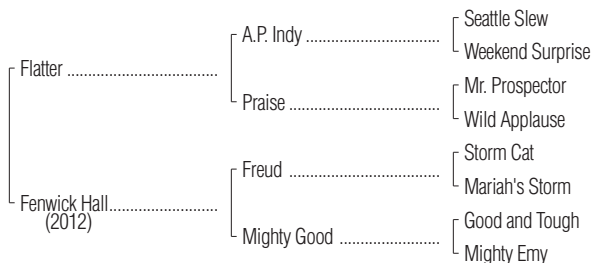 Seattle Slew
A.P. Indy ................................
Weekend Surprise
Flatter .....................................
Mr. Prospector
Praise .....................................
Wild Applause
Storm Cat
Freud .....................................
Mariah's Storm
Fenwick Hall...........................
(2012)
Good and Tough
Mighty Good ........................
Mighty Emy